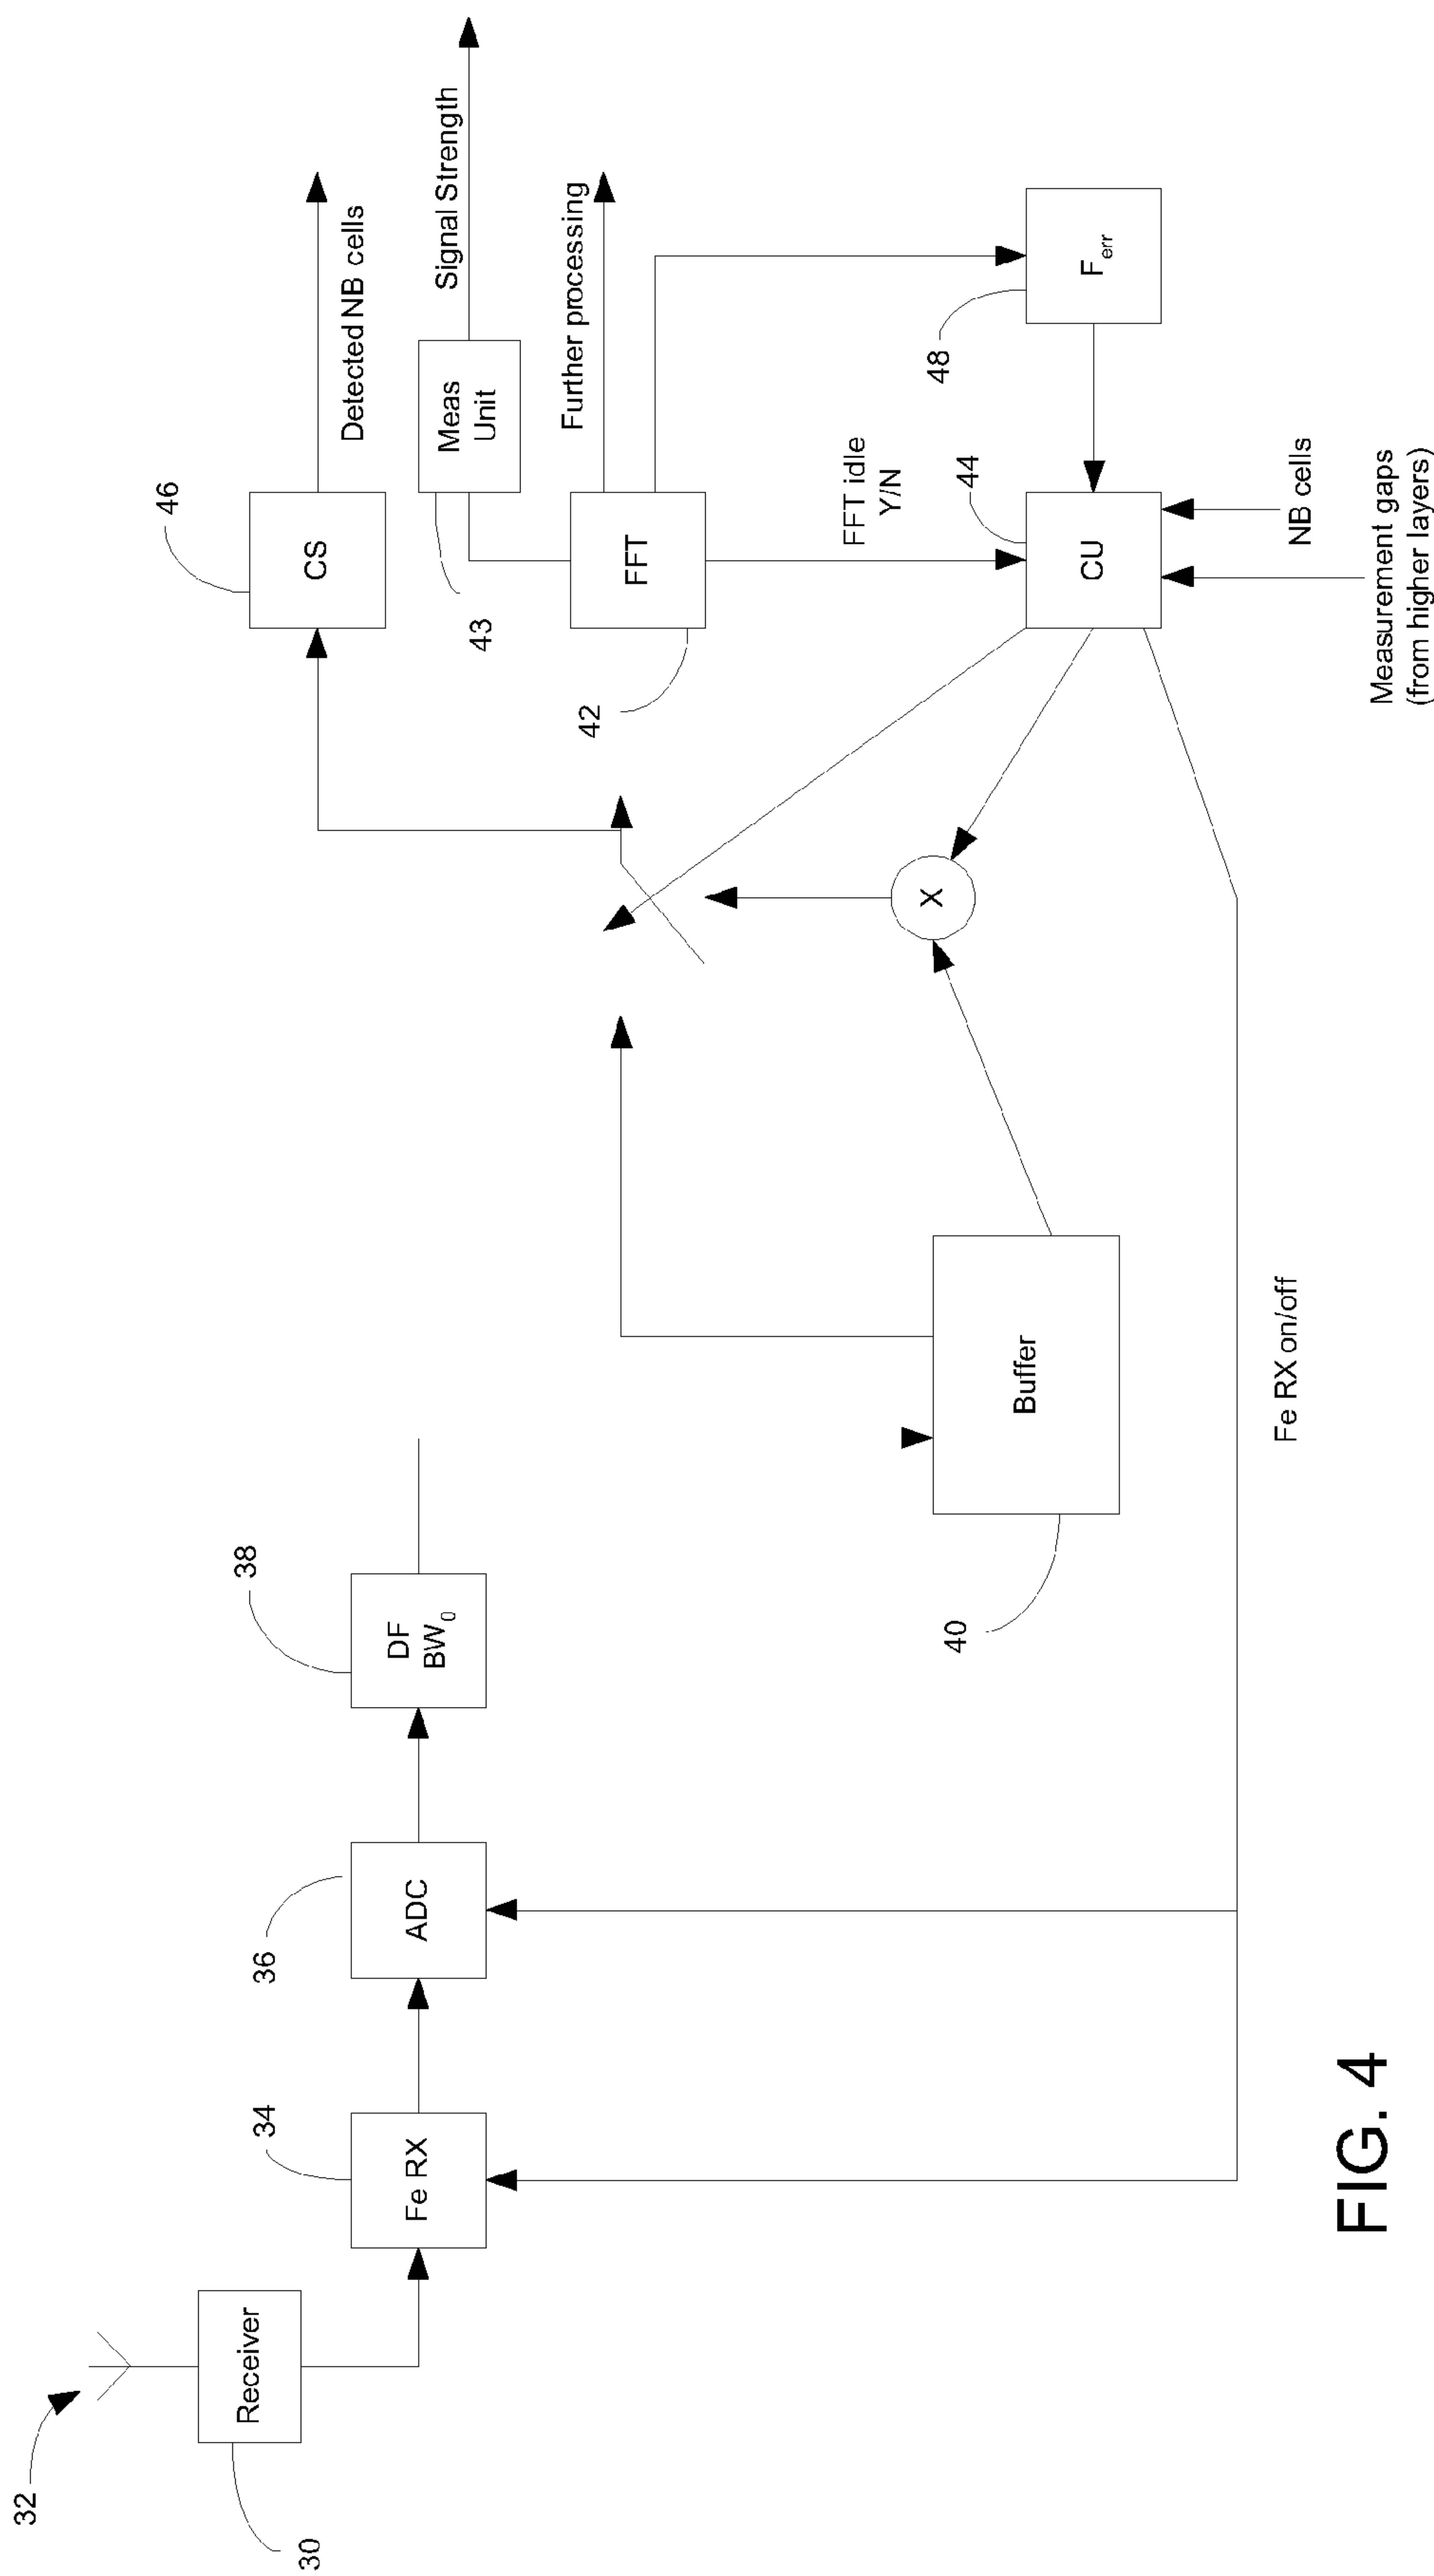 32
30
Receiver
34
Fe RX
36
ADC
38
DF
BW₀
40
Buffer
Fe RX on/off
X
46
CS
Detected NB cells
43
Meas
Unit
Signal Strength
42
FFT
Further processing
FFT idle
Y/N
44
CU
48
Fₑᵣᵣ
NB cells
Measurement gaps
(from higher layers)
FIG. 4